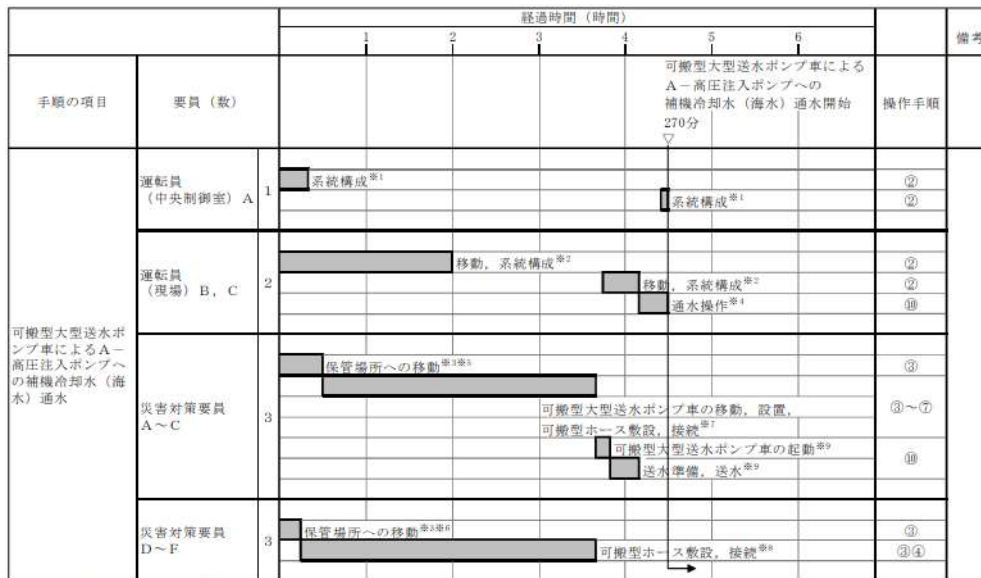 経過時間（時間）
備考
1 2 3 4 5 6
手順の項目
要員（数）
可搬型大型送水ポンプ車による
A－高圧注入ポンプへの
補機冷却水（海水）通水開始
270分
▽
操作手順
可搬型大型送水ポ
ンプ車によるA－
高圧注入ポンプへ
の補機冷却水（海
水）通水
運転員
（中央制御室）A
1
系統構成※1
②
系統構成※1
②
運転員
（現場）B，C
2
移動，系統構成※2
②
移動，系統構成※2
②
通水操作※4
⑩
災害対策要員
A～C
3
保管場所への移動※3※5
③
可搬型大型送水ポンプ車の移動，設置，
可搬型ホース敷設，接続※7
③～⑦
可搬型大型送水ポンプ車の起動※9
送水準備，送水※9
⑩
災害対策要員
D～F
3
保管場所への移動※3※6
③
可搬型ホース敷設，接続※8
③④